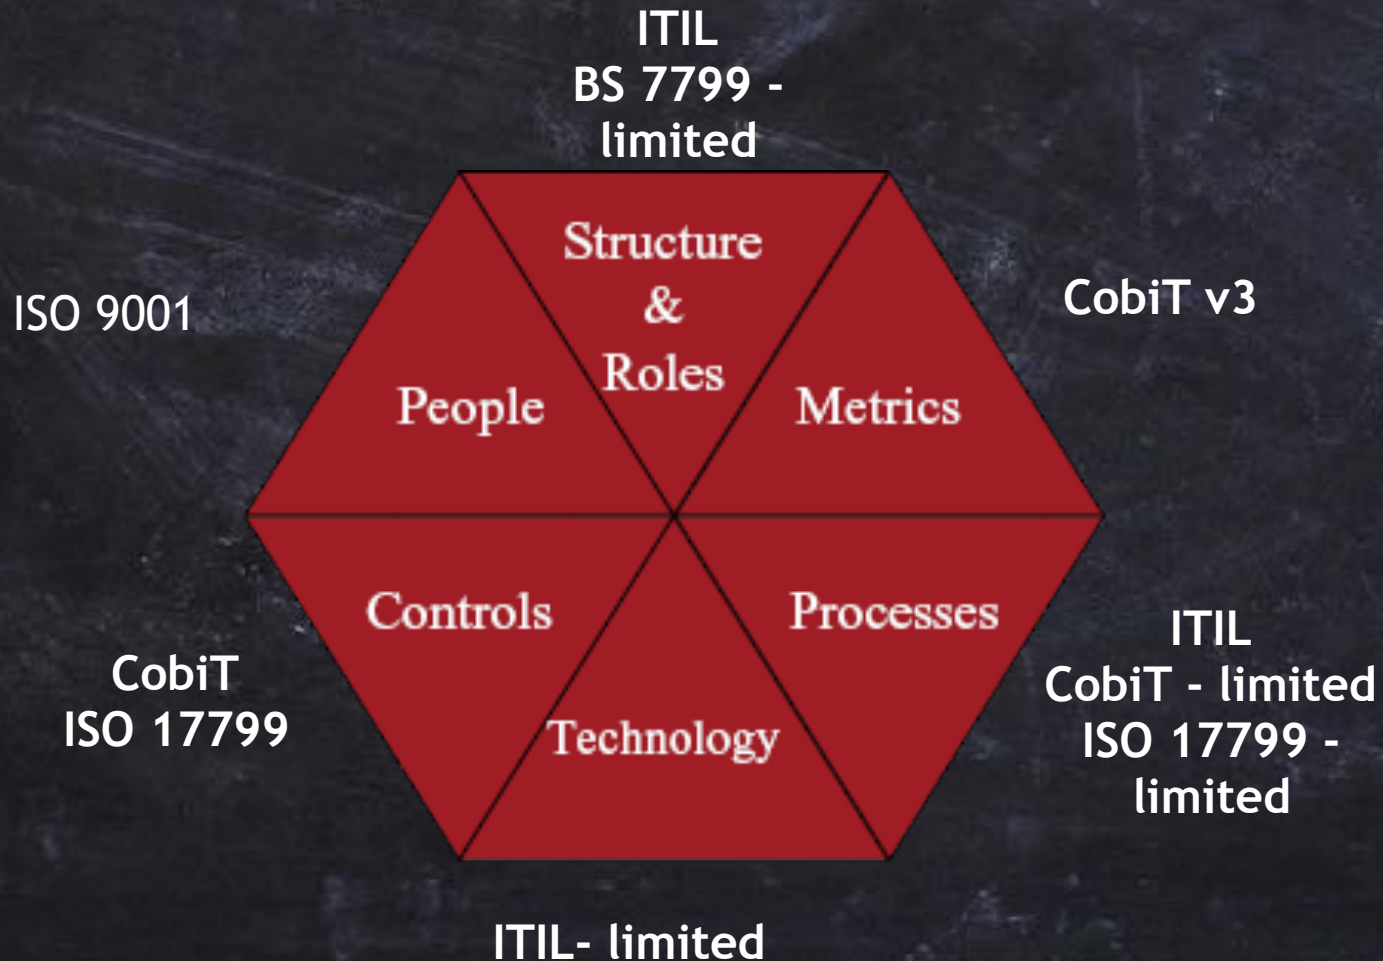 ITIL
BS 7799 -
limited
Structure
&
Roles
ISO 9001
CobiT v3
People
Metrics
Controls
Processes
CobiT
ISO 17799
Technology
ITIL
CobiT - limited
ISO 17799 -
limited
ITIL- limited